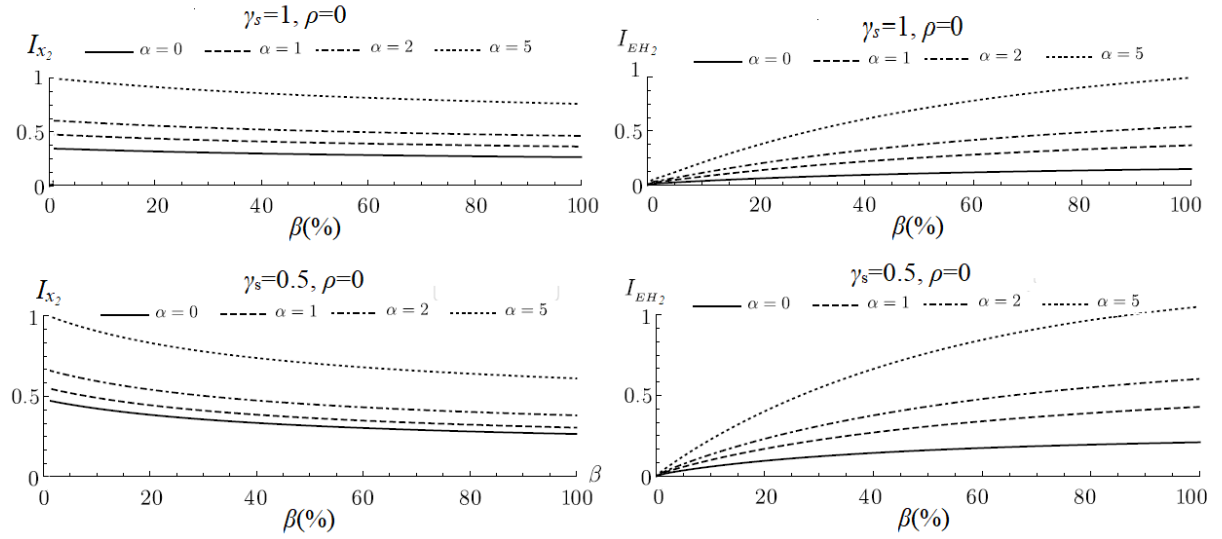 γs=1, ρ=0
Ix2
α = 0 α = 1 α = 2 α = 5
1
0.5
0
0 20 40 60 80 100
β(%)
γs=1, ρ=0
IEH2
α = 0 α = 1 α = 2 α = 5
1
0.5
0
0 20 40 60 80 100
β(%)
γs=0.5, ρ=0
Ix2
α = 0 α = 1 α = 2 α = 5
1
0.5
0
0 20 40 60 80 100 β
β(%)
γs=0.5, ρ=0
IEH2
α = 0 α = 1 α = 2 α = 5
1
0.5
0
0 20 40 60 80 100
β(%)